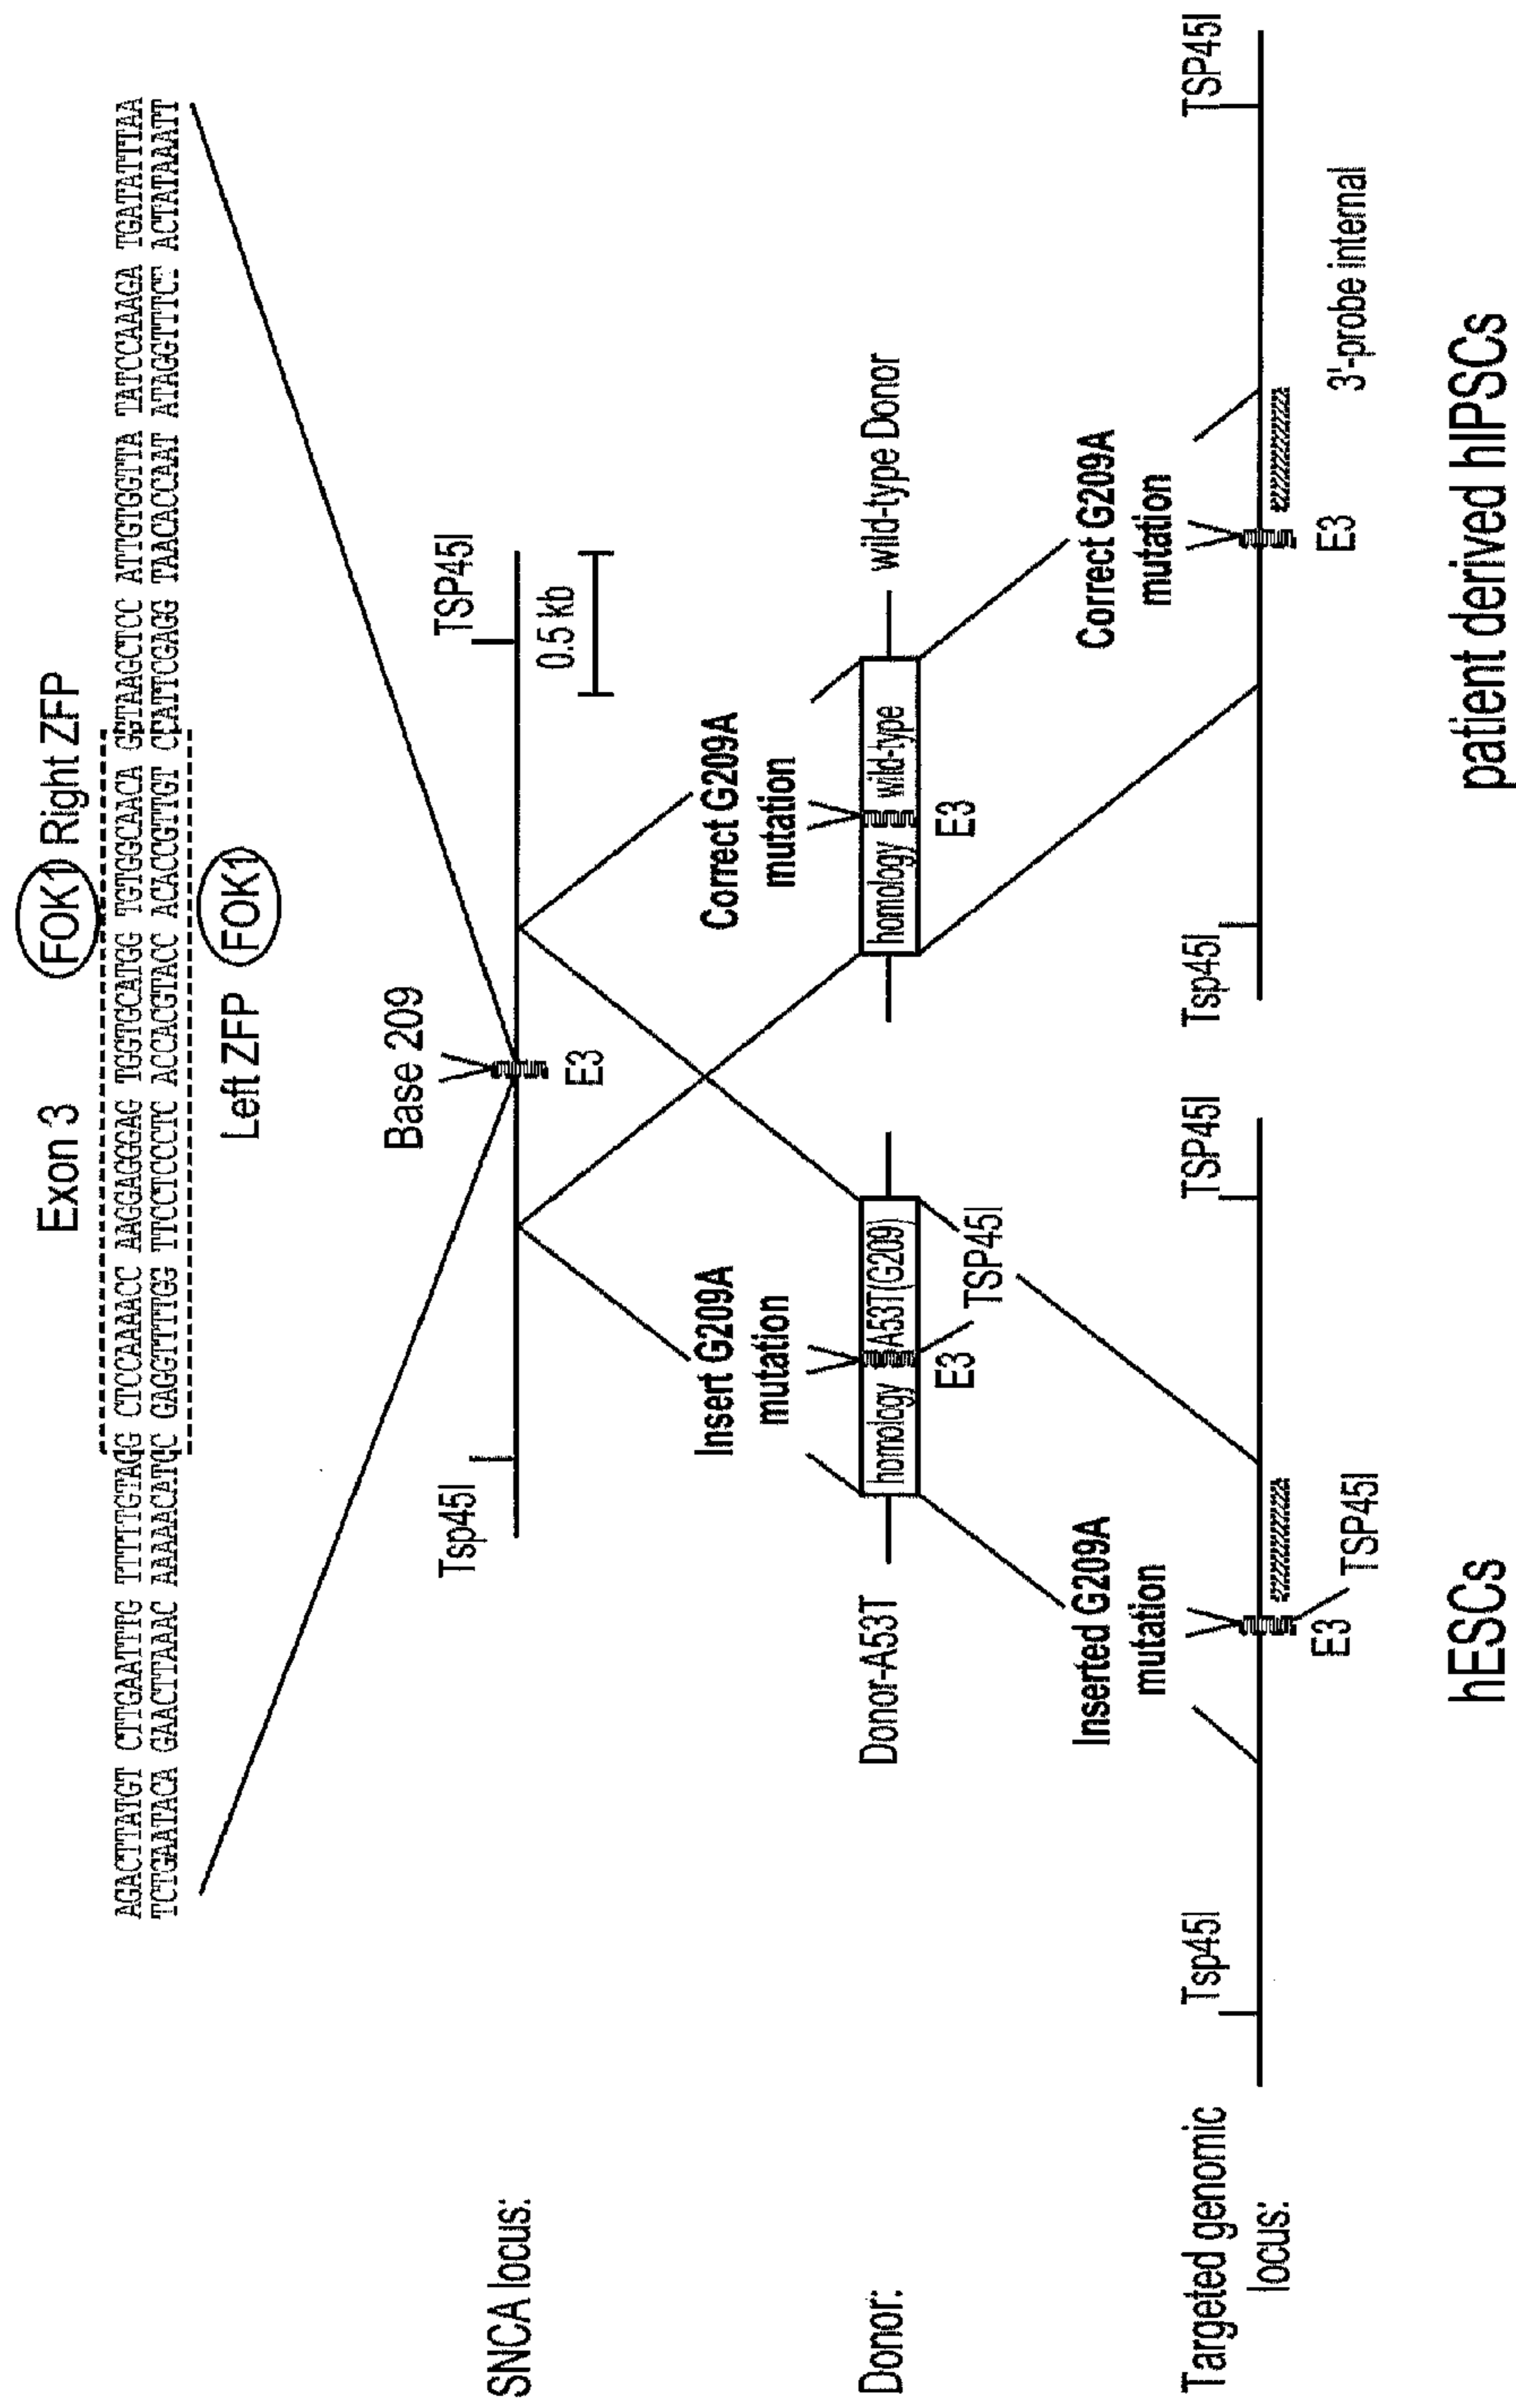 Exon 3
FOK1 Right ZFP
AGACTTATGT CTTGAATTTG TTTTTGTAGG CTCCAAAACC AAGGAGGGAG TGGTGCATGG TGTGGCAACA GGTAAGCTCC ATTGTGGTTA TATCCAAAGA TGATATTTAA
TCTGAATACA GAACTTAAAC AAAAACATCC GAGGTTTTGG TTCCTCCCTC ACCACGTACC ACACCGTTGT CCATTCGAGG TAACACCAAT ATAGGTTTCT ACTATAAATT
Left ZFP FOK1
Base 209
SNCA locus:
Tsp45I
TSP45I
E3
0.5 kb
Insert G209A
mutation
Correct G209A
mutation
Donor:
Donor-A53T
homology
A53T(G209)
homology
wild-type
wild-type Donor
E3
TSP45I
E3
Inserted G209A
mutation
Correct G209A
mutation
Targeted genomic
locus:
Tsp45I
TSP45I
Tsp45I
TSP45I
E3
TSP45I
E3
3'-probe internal
hESCs
patient derived hIPSCs